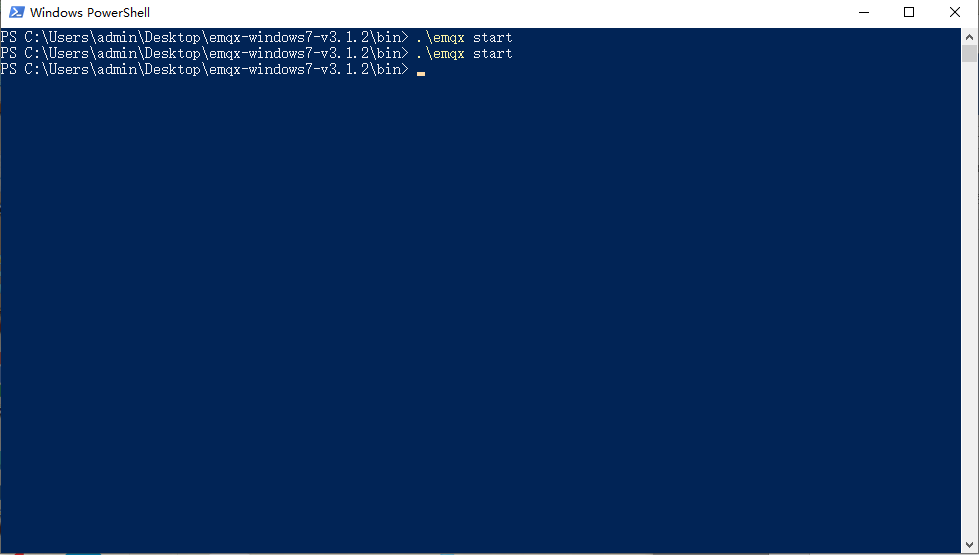 Windows PowerShell
PS C:\Users\admin\Desktop\emqx-windows7-v3.1.2\bin> .\emqx start
PS C:\Users\admin\Desktop\emqx-windows7-v3.1.2\bin> .\emqx start
PS C:\Users\admin\Desktop\emqx-windows7-v3.1.2\bin>